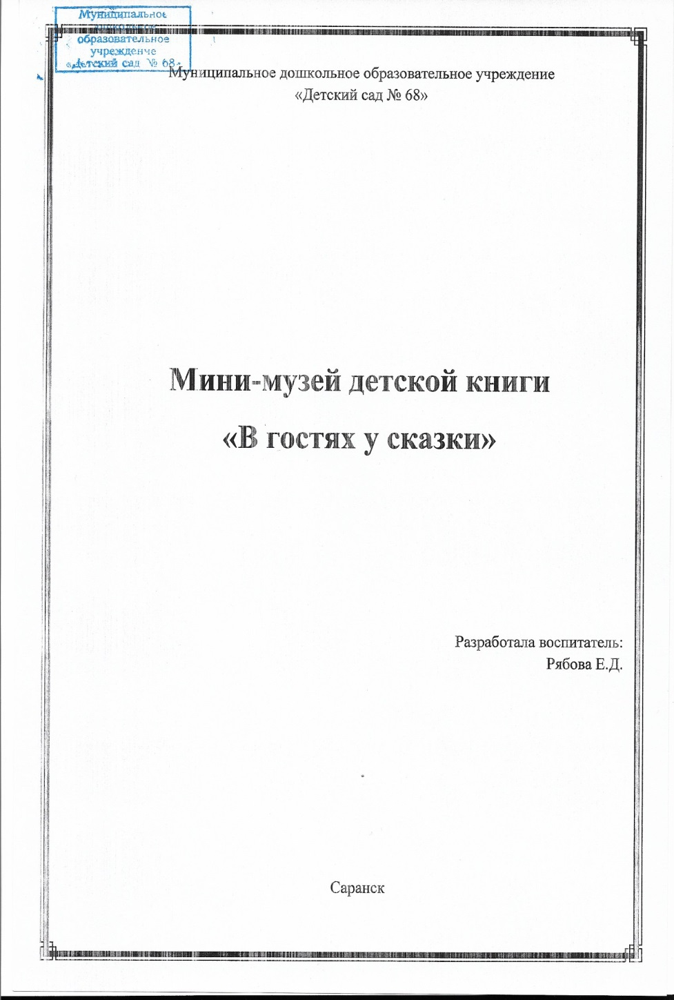 Муниципальное
дошкольное
образовательное
учреждение
«Детский сад № 68»
Муниципальное дошкольное образовательное учреждение
«Детский сад № 68»
Мини-музей детской книги
«В гостях у сказки»
Разработала воспитатель:
Рябова Е.Д.
Саранск